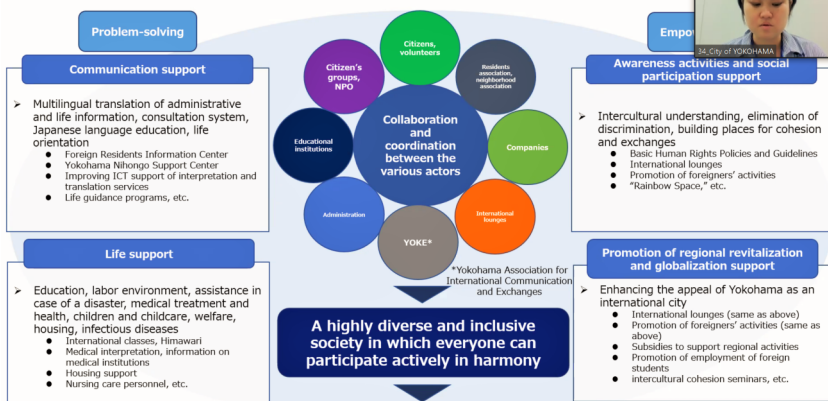 Problem-solving
Communication support
➤ Multilingual translation of administrative
and life information, consultation system,
Japanese language education, life
orientation
● Foreign Residents Information Center
● Yokohama Nihongo Support Center
● Improving ICT support of interpretation and
translation services
● Life guidance programs, etc.
Life support
➤ Education, labor environment, assistance in
case of a disaster, medical treatment and
health, children and childcare, welfare,
housing, infectious diseases
● International classes, Himawari
● Medical interpretation, information on
medical institutions
● Housing support
● Nursing care personnel, etc.
Citizens,
volunteers
Citizen's
groups,
NPO
Residents
association,
neighborhood
association
Educational
institutions
Collaboration
and
coordination
between the
various actors
Companies
Administration
International
lounges
YOKE*
*Yokohama Association for
International Communication
and Exchanges
A highly diverse and inclusive
society in which everyone can
participate actively in harmony
34_City of YOKOHAMA
Awareness activities and social
participation support
➤ Intercultural understanding, elimination of
discrimination, building places for cohesion
and exchanges
● Basic Human Rights Policies and Guidelines
● International lounges
● Promotion of foreigners' activities
● "Rainbow Space," etc.
Promotion of regional revitalization
and globalization support
➤ Enhancing the appeal of Yokohama as an
international city
● International lounges (same as above)
● Promotion of foreigners' activities (same as
above)
● Subsidies to support regional activities
● Promotion of employment of foreign
students
● intercultural cohesion seminars, etc.